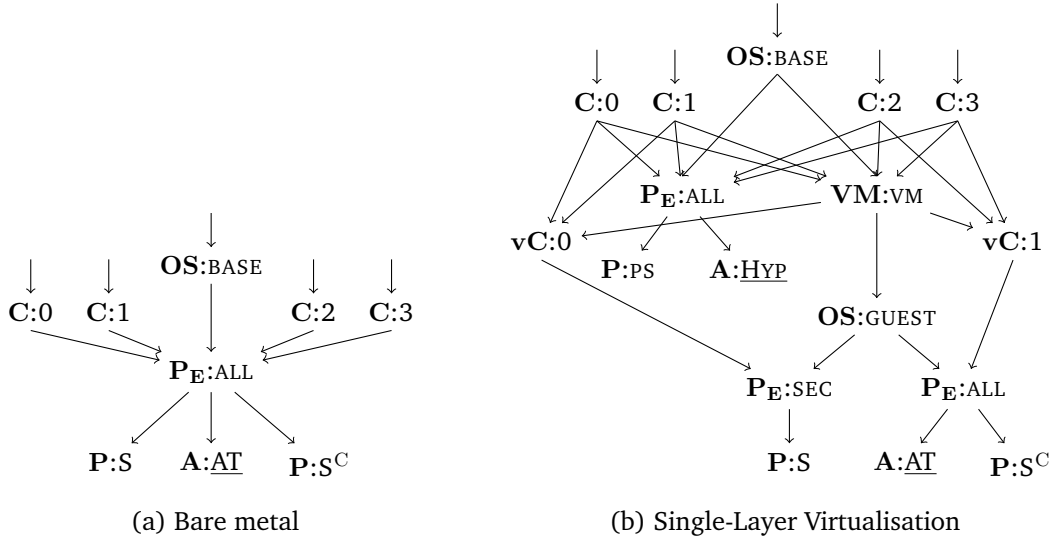 OS:BASE
C:0 C:1 C:2 C:3
P_E:ALL
P:S A:AT P:S^C
(a) Bare metal
OS:BASE
C:0 C:1 C:2 C:3
P_E:ALL VM:VM
vC:0 vC:1
P:PS A:HYP
OS:GUEST
P_E:SEC P_E:ALL
P:S A:AT P:S^C
(b) Single-Layer Virtualisation